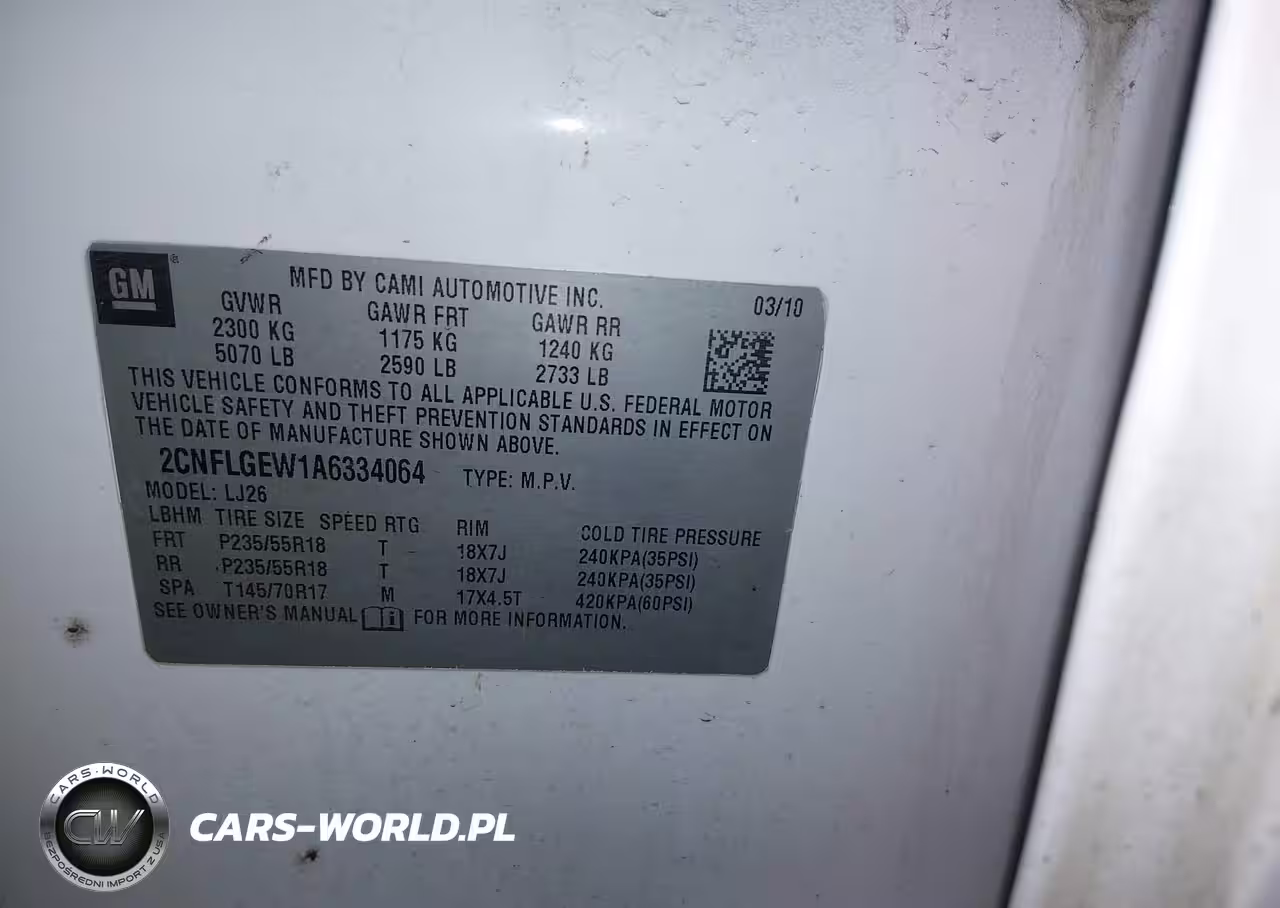 GM
MFD BY CAMI AUTOMOTIVE INC.
03/10
GVWR GAWR FRT GAWR RR
2300 KG 1175 KG 1240 KG
5070 LB 2590 LB 2733 LB
THIS VEHICLE CONFORMS TO ALL APPLICABLE U.S. FEDERAL MOTOR
VEHICLE SAFETY AND THEFT PREVENTION STANDARDS IN EFFECT ON
THE DATE OF MANUFACTURE SHOWN ABOVE.
2CNFLGEW1A6334064 TYPE: M.P.V.
MODEL: LJ26
LBHM TIRE SIZE SPEED RTG RIM COLD TIRE PRESSURE
FRT P235/55R18 T 18X7J 240KPA(35PSI)
RR P235/55R18 T 18X7J 240KPA(35PSI)
SPA T145/70R17 M 17X4.5T 420KPA(60PSI)
SEE OWNER'S MANUAL FOR MORE INFORMATION.
CARS-WORLD
CW
BEZPOŚREDNI IMPORT Z USA
CARS-WORLD.PL